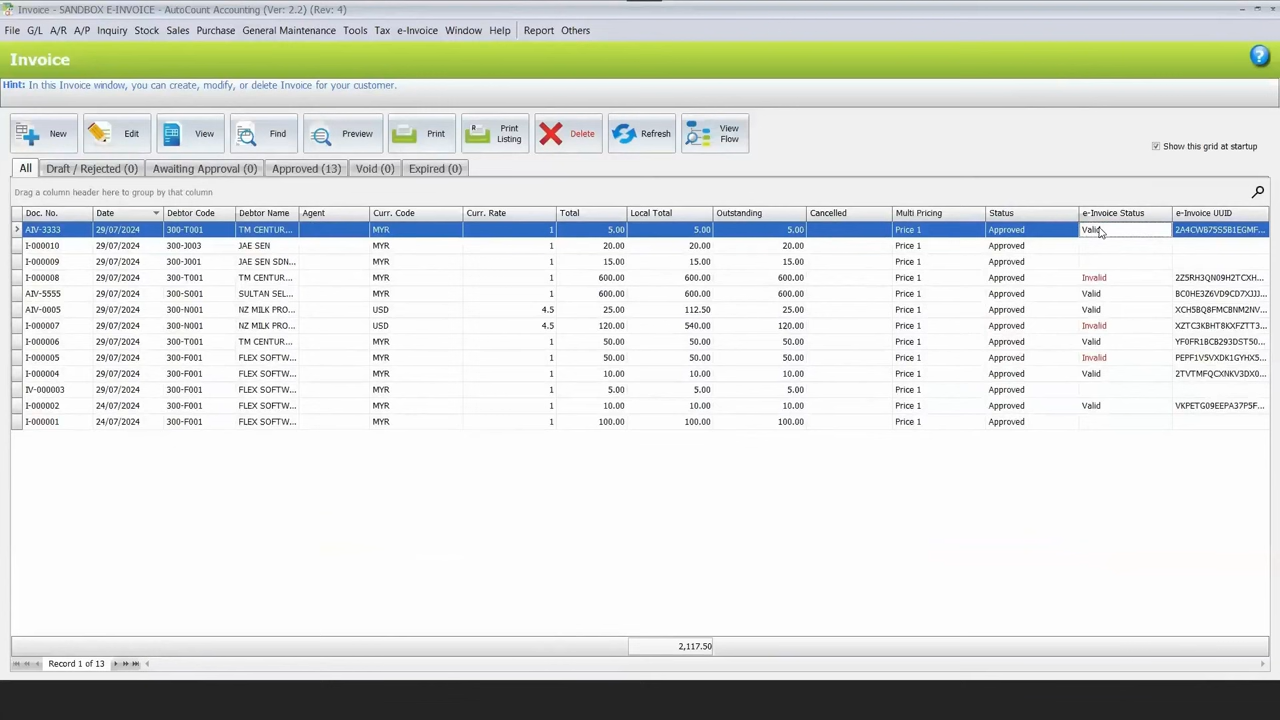 Invoice - SANDBOX E-INVOICE - AutoCount Accounting (Ver: 2.2) (Rev: 4)
File G/L A/R A/P Inquiry Stock Sales Purchase General Maintenance Tools Tax e-Invoice Window Help Report Others
Invoice
Hint: In this Invoice window, you can create, modify, or delete Invoice for your customer.
New Edit View Find Preview Print Print Listing Delete Refresh View Flow
Show this grid at startup
All Draft / Rejected (0) Awaiting Approval (0) Approved (13) Void (0) Expired (0)
Drag a column header here to group by that column
Doc. No. Date Debtor Code Debtor Name Agent Curr. Code Curr. Rate Total Local Total Outstanding Cancelled Multi Pricing Status e-Invoice Status e-Invoice UUID
AIV-3333 29/07/2024 300-T001 TM CENTUR... MYR 1 5.00 5.00 5.00 Price 1 Approved Valid 2A4CWB75S5B1EGMF...
I-000010 29/07/2024 300-J003 JAE SEN MYR 1 20.00 20.00 20.00 Price 1 Approved
I-000009 29/07/2024 300-J001 JAE SEN SDN... MYR 1 15.00 15.00 15.00 Price 1 Approved
I-000008 29/07/2024 300-T001 TM CENTUR... MYR 1 600.00 600.00 600.00 Price 1 Approved Invalid 2ZSRH3QN09H2TCXH...
AIV-5555 29/07/2024 300-S001 SULTAN SEL... MYR 1 600.00 600.00 600.00 Price 1 Approved Valid BC0HE3Z6VD9CD7XJJJ...
AIV-0005 29/07/2024 300-N001 NZ MILK PRO... USD 4.5 25.00 112.50 25.00 Price 1 Approved Valid XCH5BQ8FMCBNM2NV...
I-000007 29/07/2024 300-N001 NZ MILK PRO... USD 4.5 120.00 540.00 120.00 Price 1 Approved Invalid XZTC3KBHT8KXFZTT3...
I-000006 29/07/2024 300-T001 TM CENTUR... MYR 1 50.00 50.00 50.00 Price 1 Approved Valid YF0FR1BCB293DST50...
I-000005 29/07/2024 300-F001 FLEX SOFTW... MYR 1 50.00 50.00 50.00 Price 1 Approved Invalid PEPF1V5VXDK1GYHX5...
I-000004 29/07/2024 300-F001 FLEX SOFTW... MYR 1 10.00 10.00 10.00 Price 1 Approved Valid 2TVTMFQCXNKV3DX0...
IV-000003 29/07/2024 300-F001 FLEX SOFTW... MYR 1 5.00 5.00 5.00 Price 1 Approved
I-000002 24/07/2024 300-F001 FLEX SOFTW... MYR 1 10.00 10.00 10.00 Price 1 Approved Valid VKPETG09EEPA37P5F...
I-000001 24/07/2024 300-F001 FLEX SOFTW... MYR 1 100.00 100.00 100.00 Price 1 Approved
2,117.50
Record 1 of 13